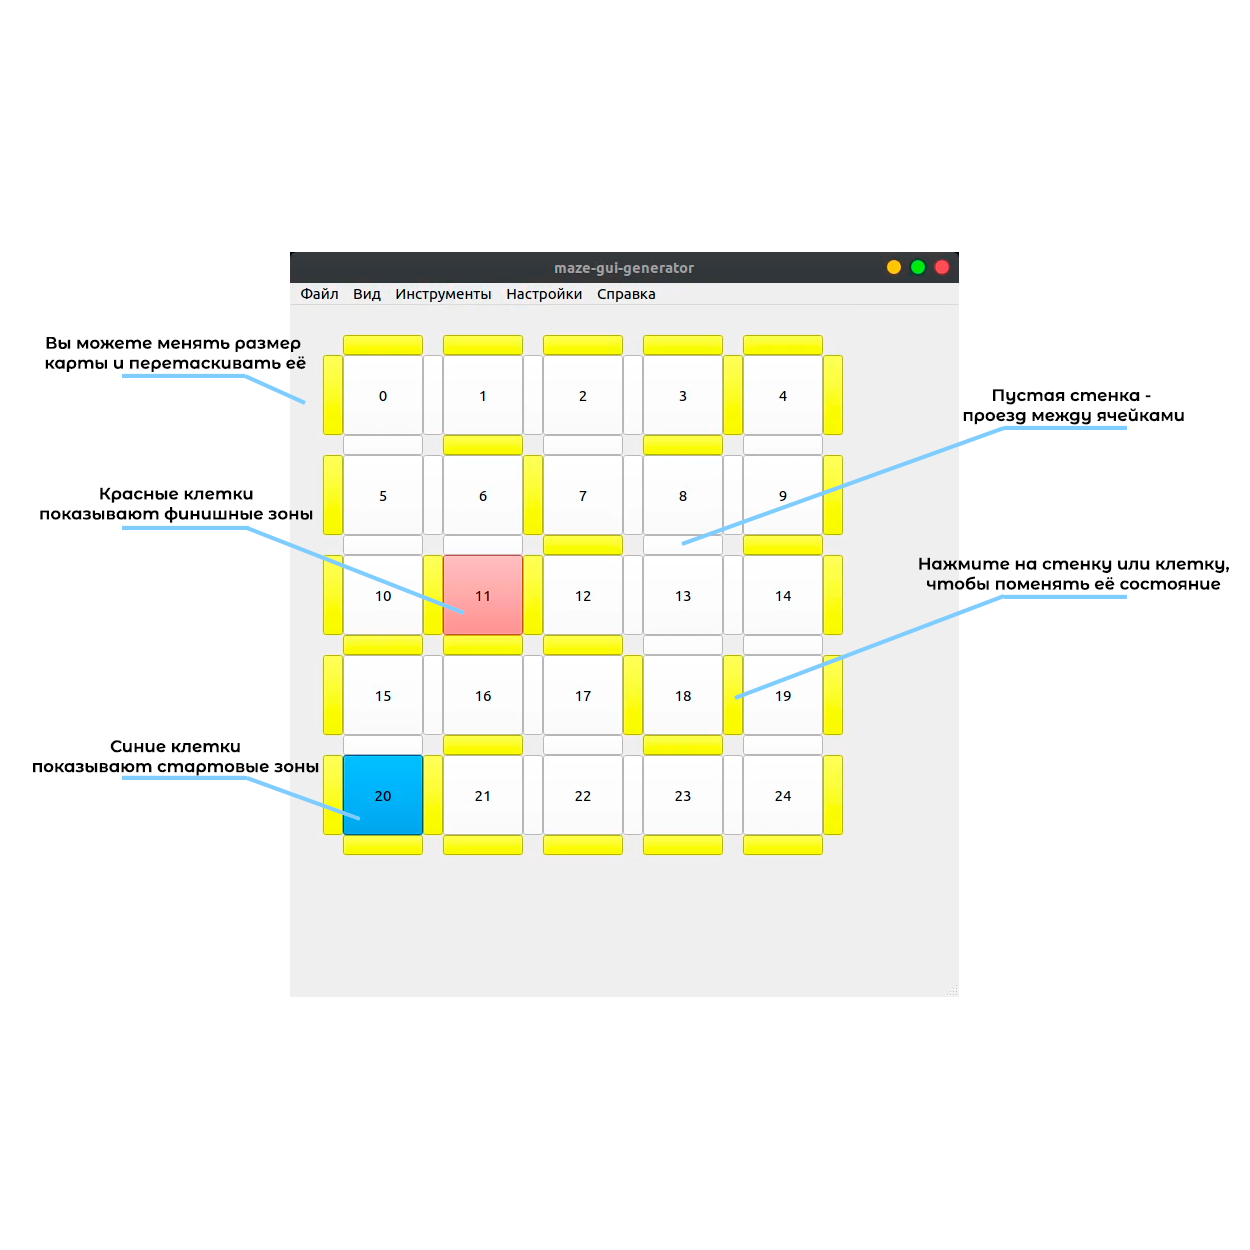 maze-gui-generator
Файл Вид Инструменты Настройки Справка
Вы можете менять размер
карты и перетаскивать её
Пустая стенка -
проезд между ячейками
Красные клетки
показывают финишные зоны
Нажмите на стенку или клетку,
чтобы поменять её состояние
Синие клетки
показывают стартовые зоны
0 1 2 3 4
5 6 7 8 9
10 11 12 13 14
15 16 17 18 19
20 21 22 23 24